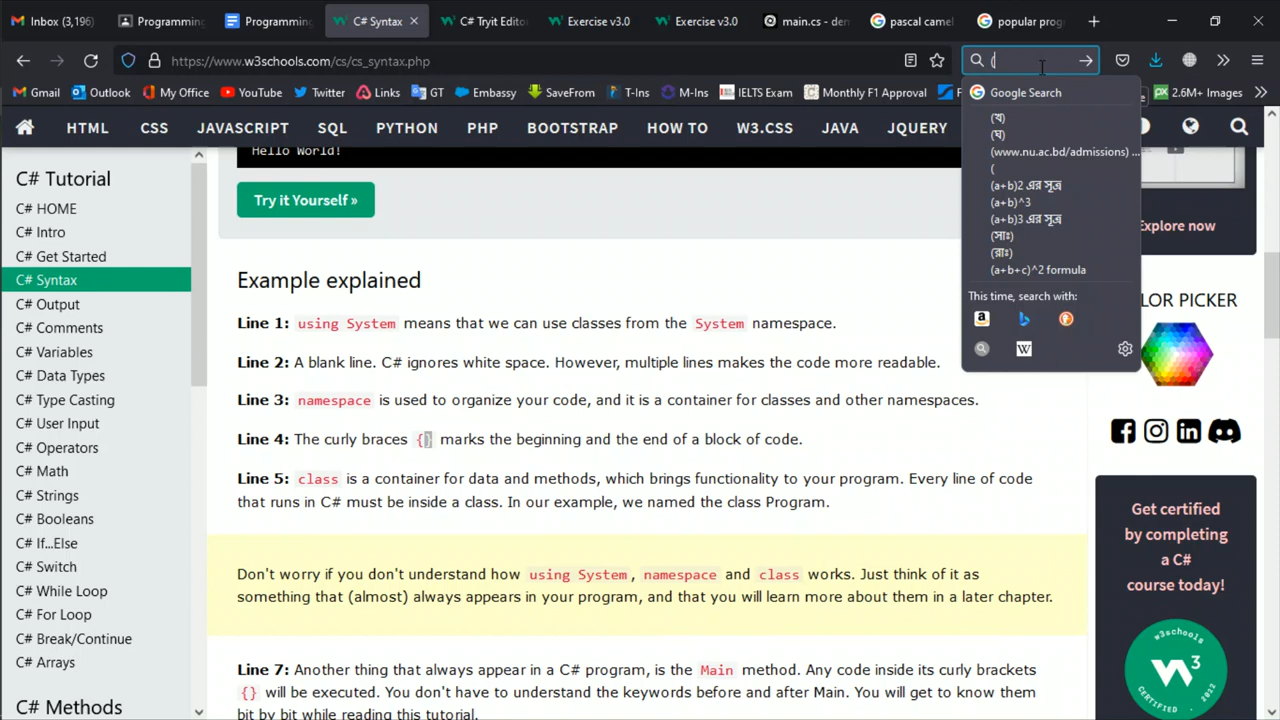 Inbox (3,196)
Programming
Programming
C# Syntax
C# Tryit Edito
Exercise v3.0
Exercise v3.0
main.cs - den
pascal camel
popular prog
https://www.w3schools.com/cs/cs_syntax.php
(
Gmail
Outlook
My Office
YouTube
Twitter
Links
GT
Embassy
SaveFrom
T-Ins
M-Ins
IELTS Exam
Monthly F1 Approval
2.6M+ Images
Google Search
(খ)
(ঘ)
(www.nu.ac.bd/admissions) ...
(
(a+b)2 এর সূত্র
(a+b)^3
(a+b)3 এর সূত্র
(সাঃ)
(রাঃ)
(a+b+c)^2 formula
This time, search with:
HTML
CSS
JAVASCRIPT
SQL
PYTHON
PHP
BOOTSTRAP
HOW TO
W3.CSS
JAVA
JQUERY
C# Tutorial
C# HOME
C# Intro
C# Get Started
C# Syntax
C# Output
C# Comments
C# Variables
C# Data Types
C# Type Casting
C# User Input
C# Operators
C# Math
C# Strings
C# Booleans
C# If...Else
C# Switch
C# While Loop
C# For Loop
C# Break/Continue
C# Arrays
C# Methods
Hello World!
Try it Yourself »
Example explained
Line 1: using System means that we can use classes from the System namespace.
Line 2: A blank line. C# ignores white space. However, multiple lines makes the code more readable.
Line 3: namespace is used to organize your code, and it is a container for classes and other namespaces.
Line 4: The curly braces {} marks the beginning and the end of a block of code.
Line 5: class is a container for data and methods, which brings functionality to your program. Every line of code
that runs in C# must be inside a class. In our example, we named the class Program.
Don't worry if you don't understand how using System, namespace and class works. Just think of it as
something that (almost) always appears in your program, and that you will learn more about them in a later chapter.
Line 7: Another thing that always appear in a C# program, is the Main method. Any code inside its curly brackets
{} will be executed. You don't have to understand the keywords before and after Main. You will get to know them
bit by bit while reading this tutorial.
Explore now
LOR PICKER
Get certified
by completing
a C#
course today!
w3schools
CERTIFIED . 2022